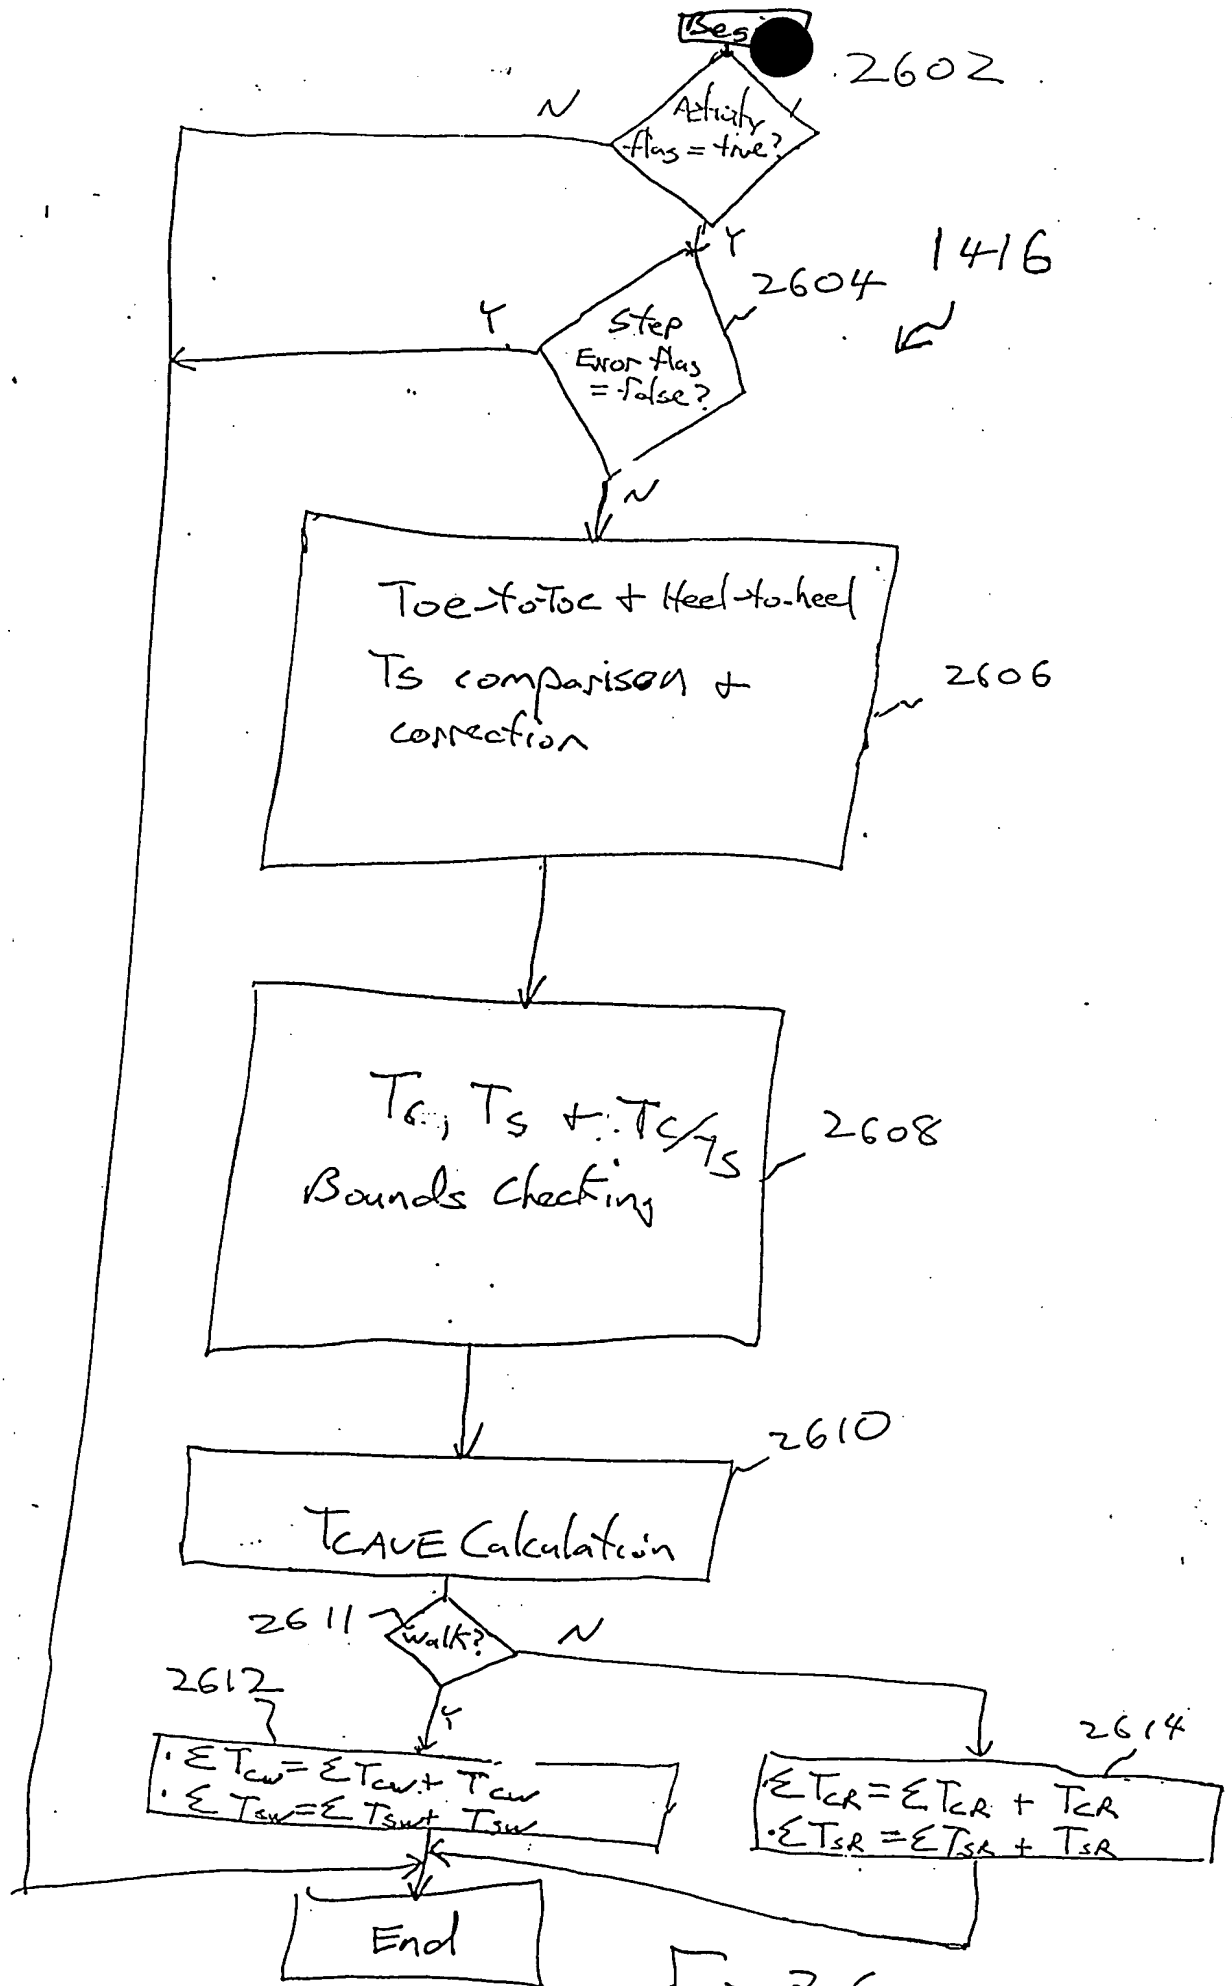 2602
N
Activity
flag = true?
Y
1416
2604
Y
Step
Error flag
= false?
N
Toe-to-Toe + Heel-to-heel
Ts comparison +
correction
2606
Tc, Ts + Tc/Ts
Bounds Checking
2608
2610
TCAVE Calculation
2611
walk?
N
2612
Y
2614
· ΣTcw = ΣTcw + Tcw
· ΣTsw = ΣTsw + Tsw
· ΣTCR = ΣTCR + TCR
· ΣTSR = ΣTSR + TSR
End